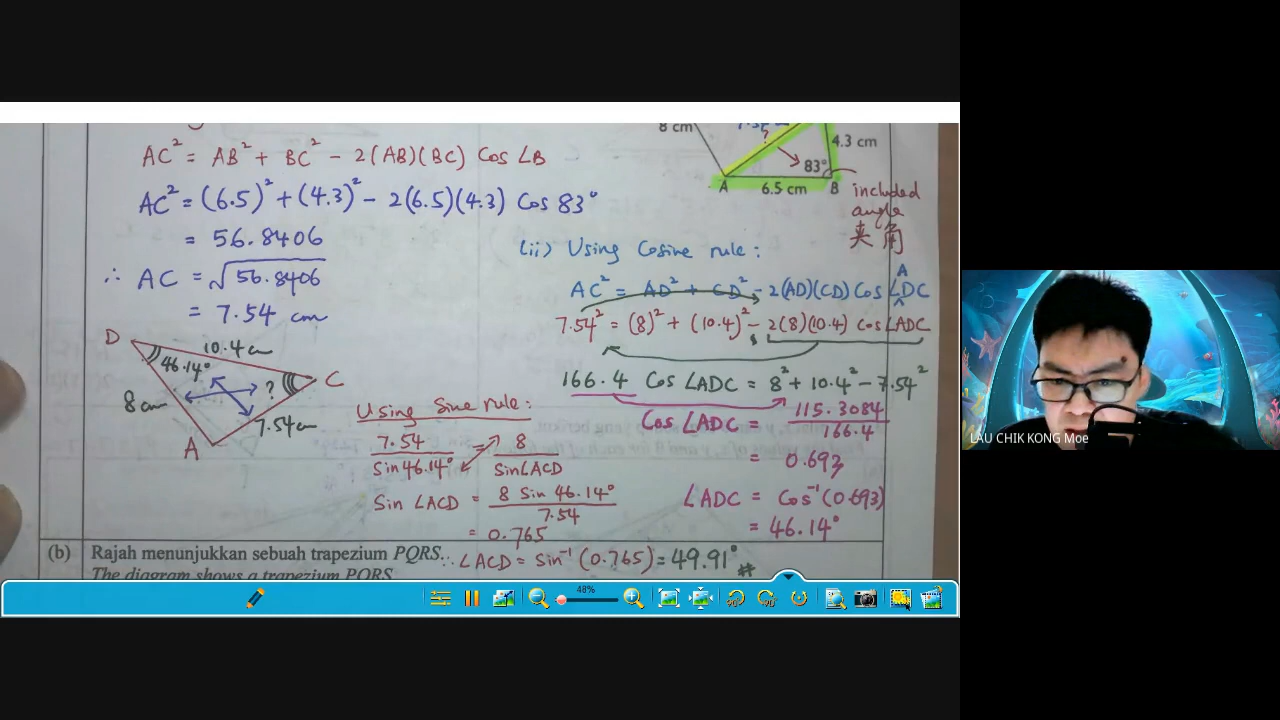 AC² = AB² + BC² - 2(AB)(BC) Cos ∠B
AC² = (6.5)² + (4.3)² - 2(6.5)(4.3) Cos 83°
= 56.8406
∴ AC = √56.8406
= 7.54 cm
8 cm
?
4.3 cm
83°
A
6.5 cm
B
included
angle
夹角
D
10.4 cm
46.14°
8 cm
?
C
7.54 cm
A
(ii) Using Cosine rule:
A
AC² = AD² + CD² - 2(AD)(CD) Cos ∠DC
7.54² = (8)² + (10.4)² - 2(8)(10.4) Cos ∠ADC
166.4 Cos ∠ADC = 8² + 10.4² - 7.54²
Cos ∠ADC = 115.3084 / 166.4
= 0.693
∠ADC = Cos⁻¹(0.693)
= 46.14°
Using Sine rule:
7.54 / Sin 46.14° = 8 / Sin∠ACD
Sin ∠ACD = 8 Sin 46.14° / 7.54
= 0.765
∴ ∠ACD = Sin⁻¹(0.765) = 49.91° #
(b) Rajah menunjukkan sebuah trapezium PQRS.
The diagram shows a trapezium PQRS.
48%
LAU CHIK KONG Moe